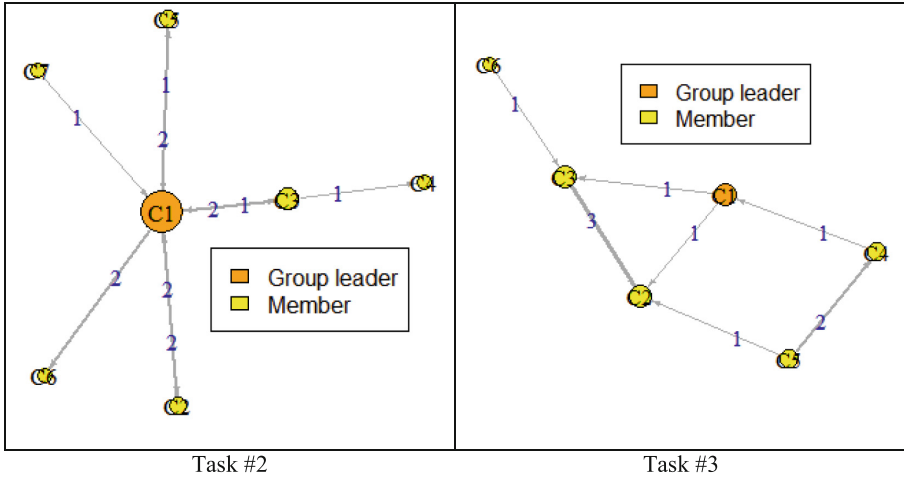 C5
C7
1
1
2
C1
2
1
C3
1
C4
Group leader
Member
2
2
2
C6
C2
C6
1
Group leader
Member
C3
1
C1
3
1
1
C4
C2
1
2
C5
Task #2
Task #3